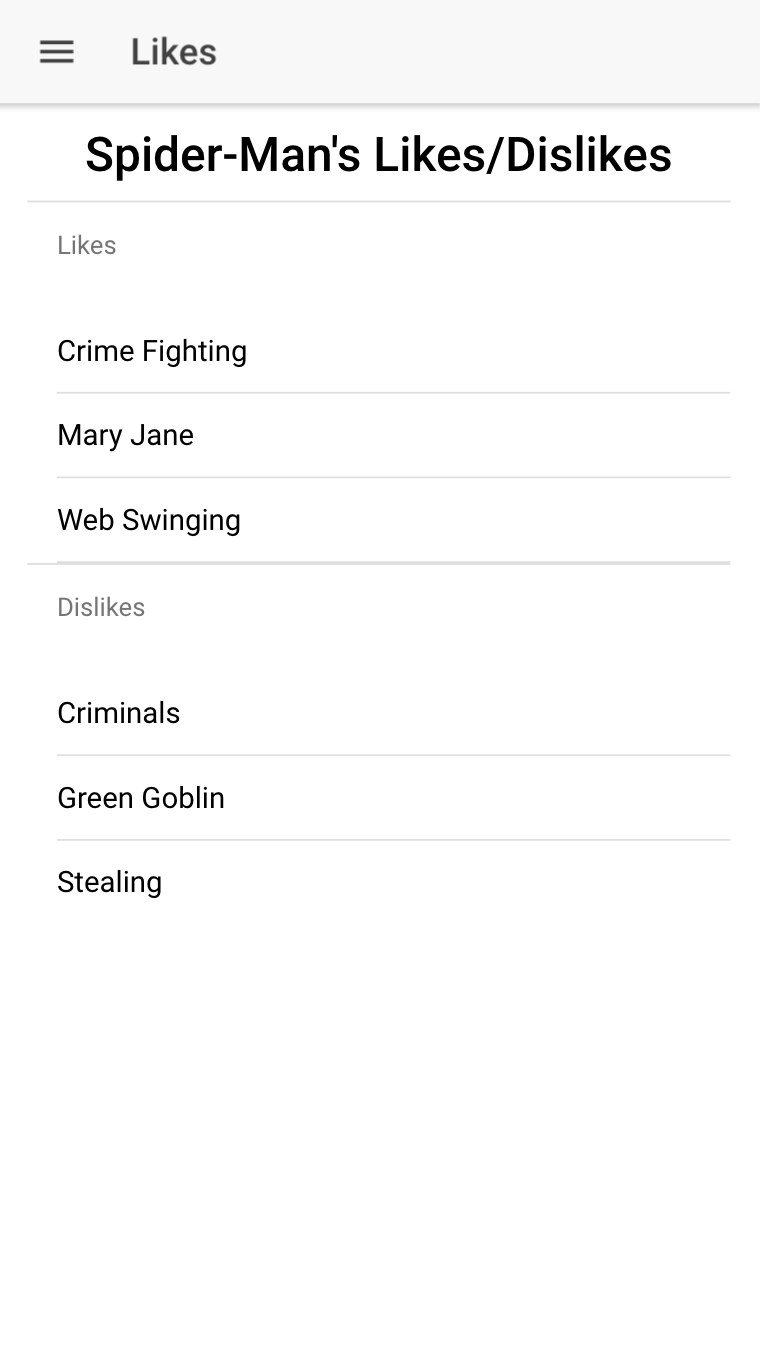 Likes
Spider-Man's Likes/Dislikes
Likes
Crime Fighting
Mary Jane
Web Swinging
Dislikes
Criminals
Green Goblin
Stealing